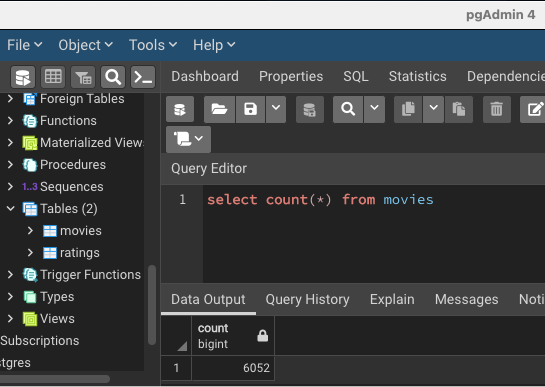 pgAdmin 4
File Object Tools Help
Dashboard Properties SQL Statistics Dependencie
Foreign Tables
Functions
Materialized View
Procedures
1..3 Sequences
Tables (2)
movies
ratings
Trigger Functions
Types
Views
Subscriptions
stgres
Query Editor
1 select count(*) from movies
Data Output Query History Explain Messages Noti
count
bigint
1 6052